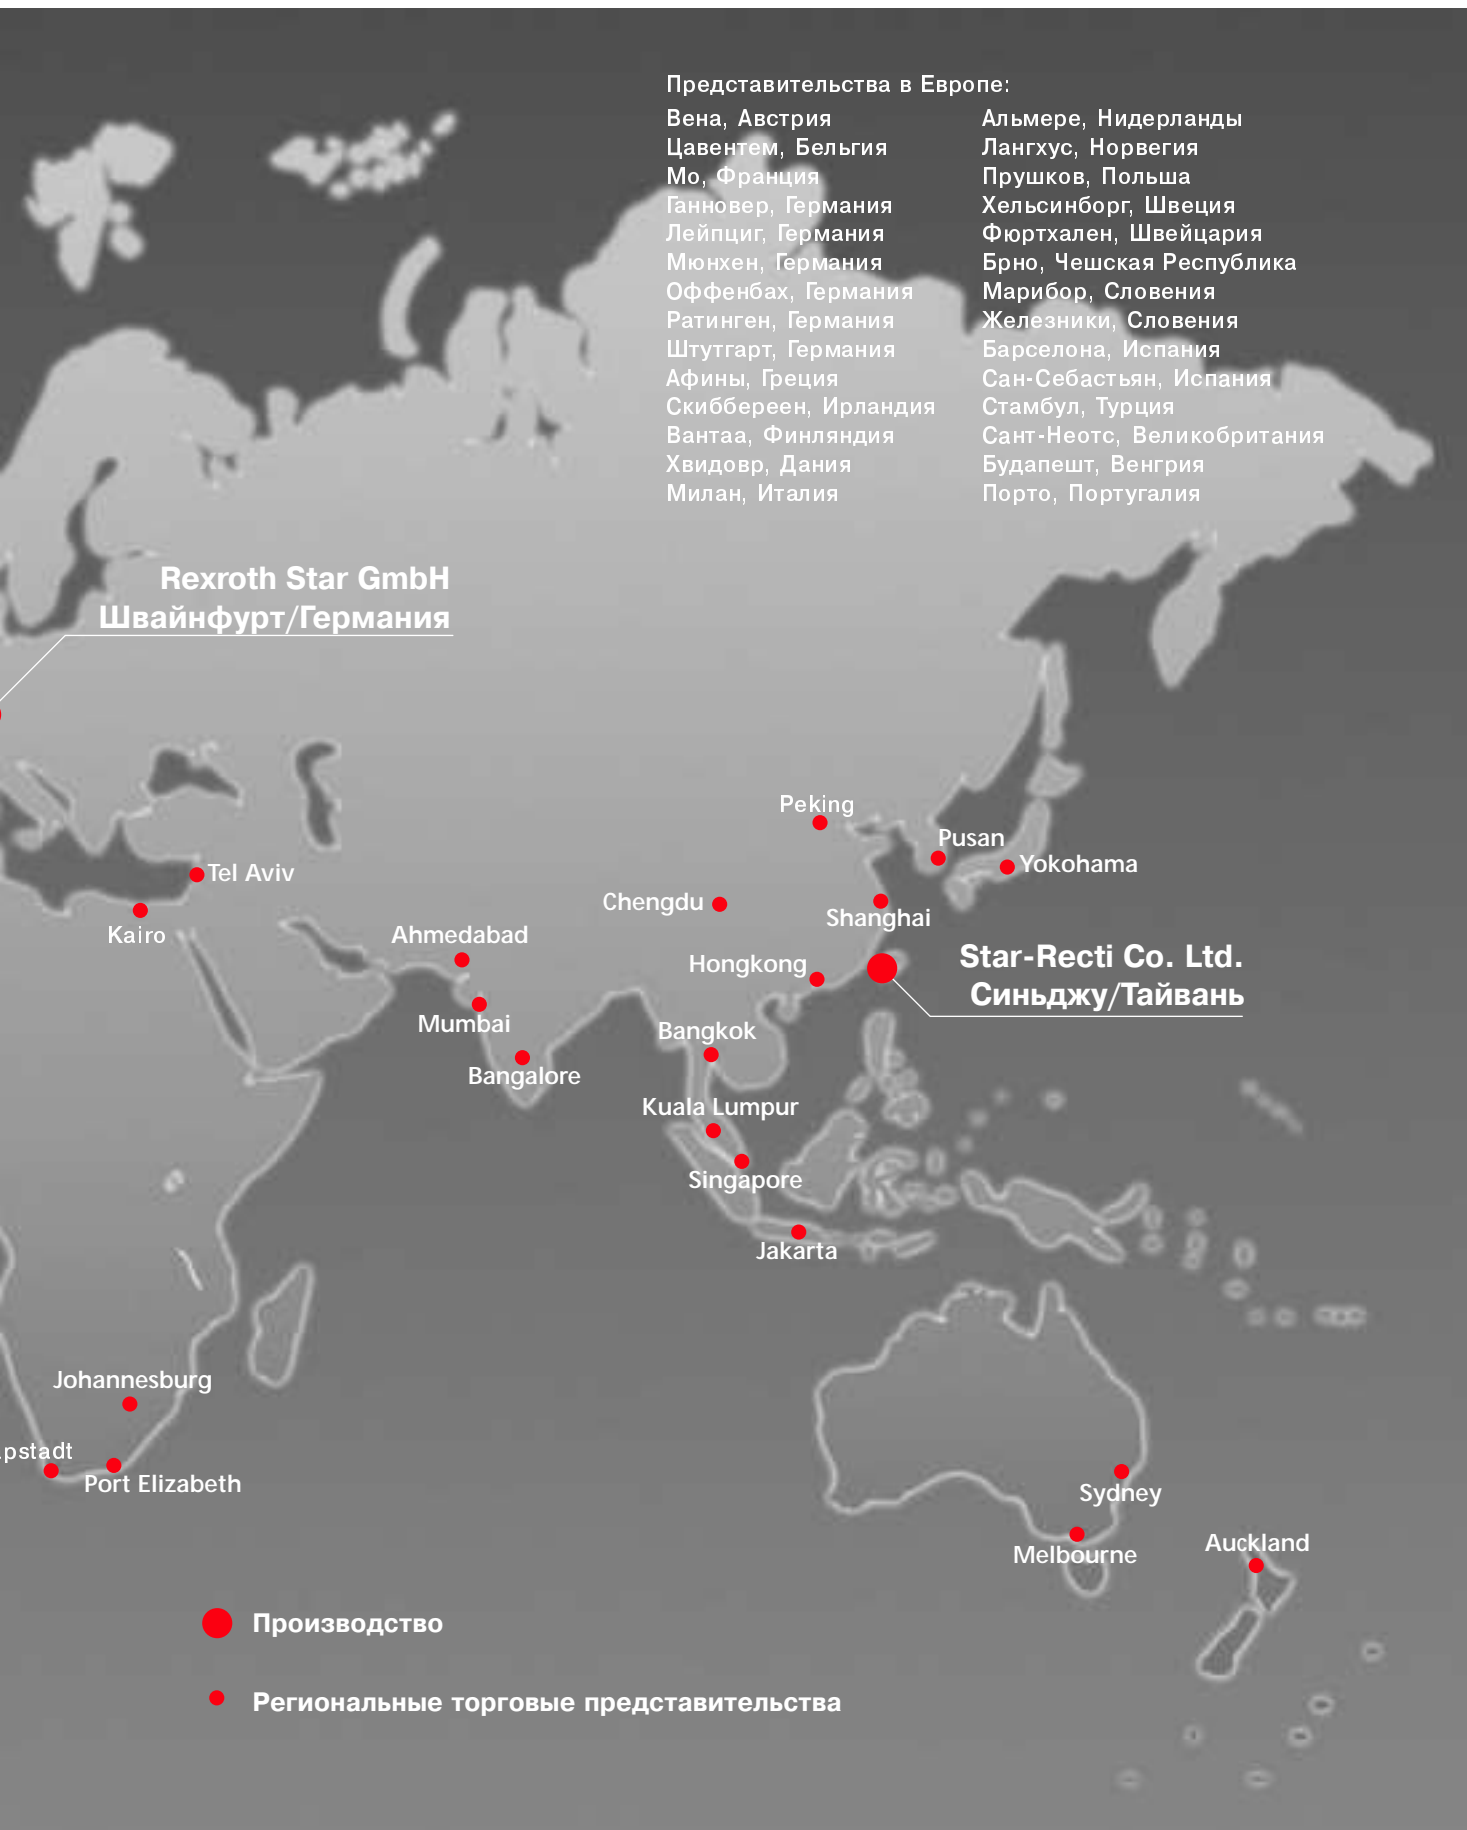 Представительства в Европе:
Вена, Австрия
Цавентем, Бельгия
Мо, Франция
Ганновер, Германия
Лейпциг, Германия
Мюнхен, Германия
Оффенбах, Германия
Ратинген, Германия
Штутгарт, Германия
Афины, Греция
Скиббереен, Ирландия
Вантаа, Финляндия
Хвидовр, Дания
Милан, Италия
Альмере, Нидерланды
Лангхус, Норвегия
Прушков, Польша
Хельсинборг, Швеция
Фюртхален, Швейцария
Брно, Чешская Республика
Марибор, Словения
Железники, Словения
Барселона, Испания
Сан-Себастьян, Испания
Стамбул, Турция
Сант-Неотс, Великобритания
Будапешт, Венгрия
Порто, Португалия
Rexroth Star GmbH
Швайнфурт/Германия
Peking
Pusan
Yokohama
Tel Aviv
Chengdu
Shanghai
Kairo
Ahmedabad
Hongkong
Star-Recti Co. Ltd.
Синьджу/Тайвань
Mumbai
Bangkok
Bangalore
Kuala Lumpur
Singapore
Jakarta
Johannesburg
pstadt
Port Elizabeth
Sydney
Melbourne
Auckland
Производство
Региональные торговые представительства